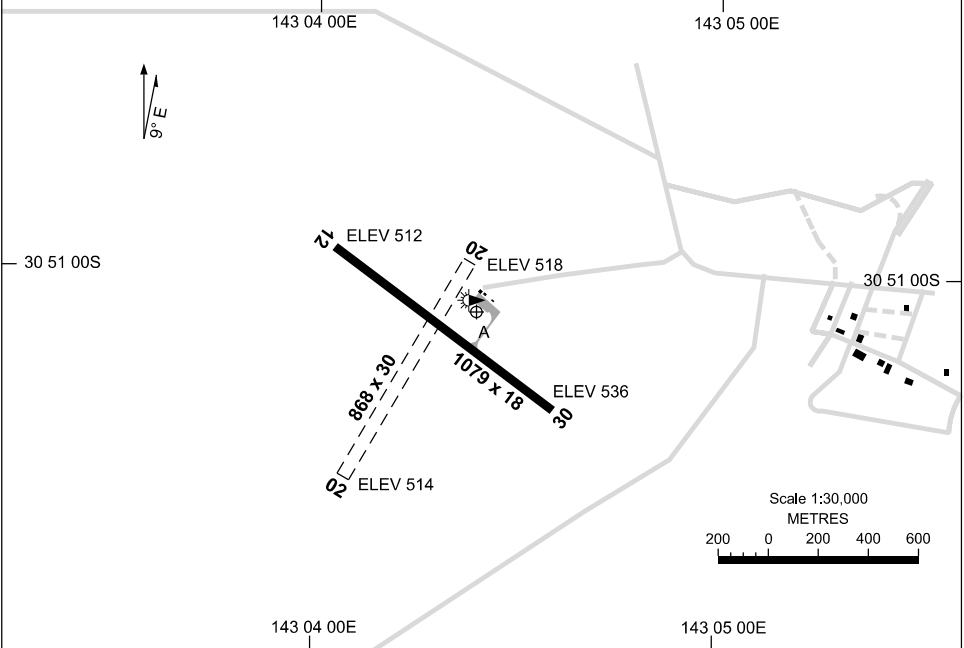 143 04 00E
143 05 00E
9° E
12
ELEV 512
20
ELEV 518
30 51 00S
30 51 00S
A
868 x 30
1079 x 18
ELEV 536
30
02
ELEV 514
Scale 1:30,000
METRES
200 0 200 400 600
143 04 00E
143 05 00E